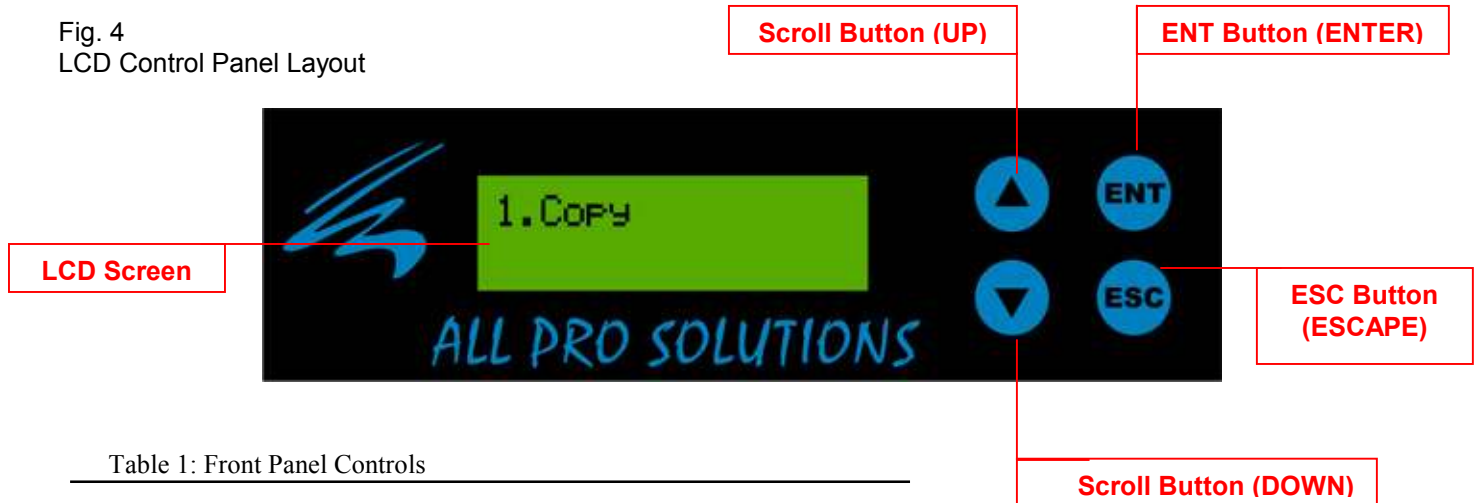 Fig. 4
LCD Control Panel Layout
Scroll Button (UP)
ENT Button (ENTER)
1.Copy
ENT
LCD Screen
ESC
ESC Button
(ESCAPE)
ALL PRO SOLUTIONS
Table 1: Front Panel Controls
Scroll Button (DOWN)